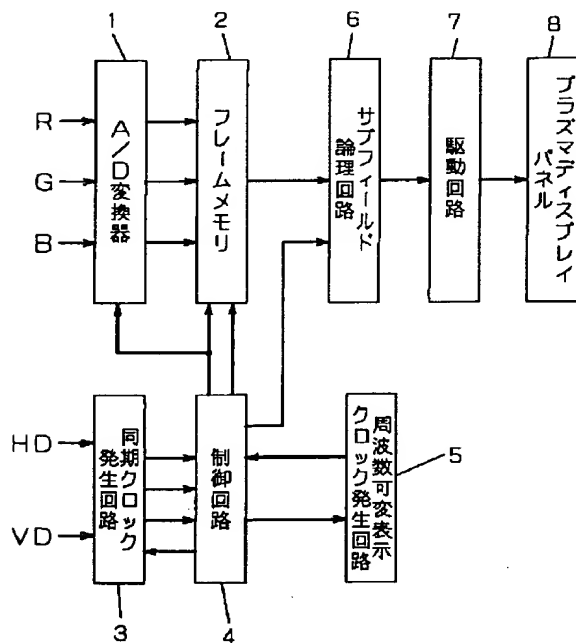 1
2
6
7
8
R
G
B
A/D変換器
フレームメモリ
サブフィールド
論理回路
駆動回路
プラズマディスプレイ
パネル
HD
VD
同期クロック
発生回路
制御回路
周波数可変表示
クロック発生回路
5
3
4